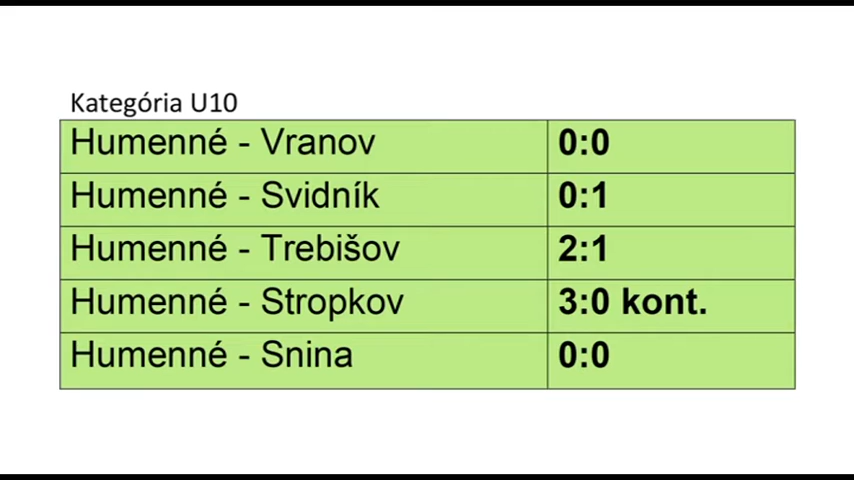 Kategória U10
Humenné - Vranov 0:0
Humenné - Svidník 0:1
Humenné - Trebišov 2:1
Humenné - Stropkov 3:0 kont.
Humenné - Snina 0:0